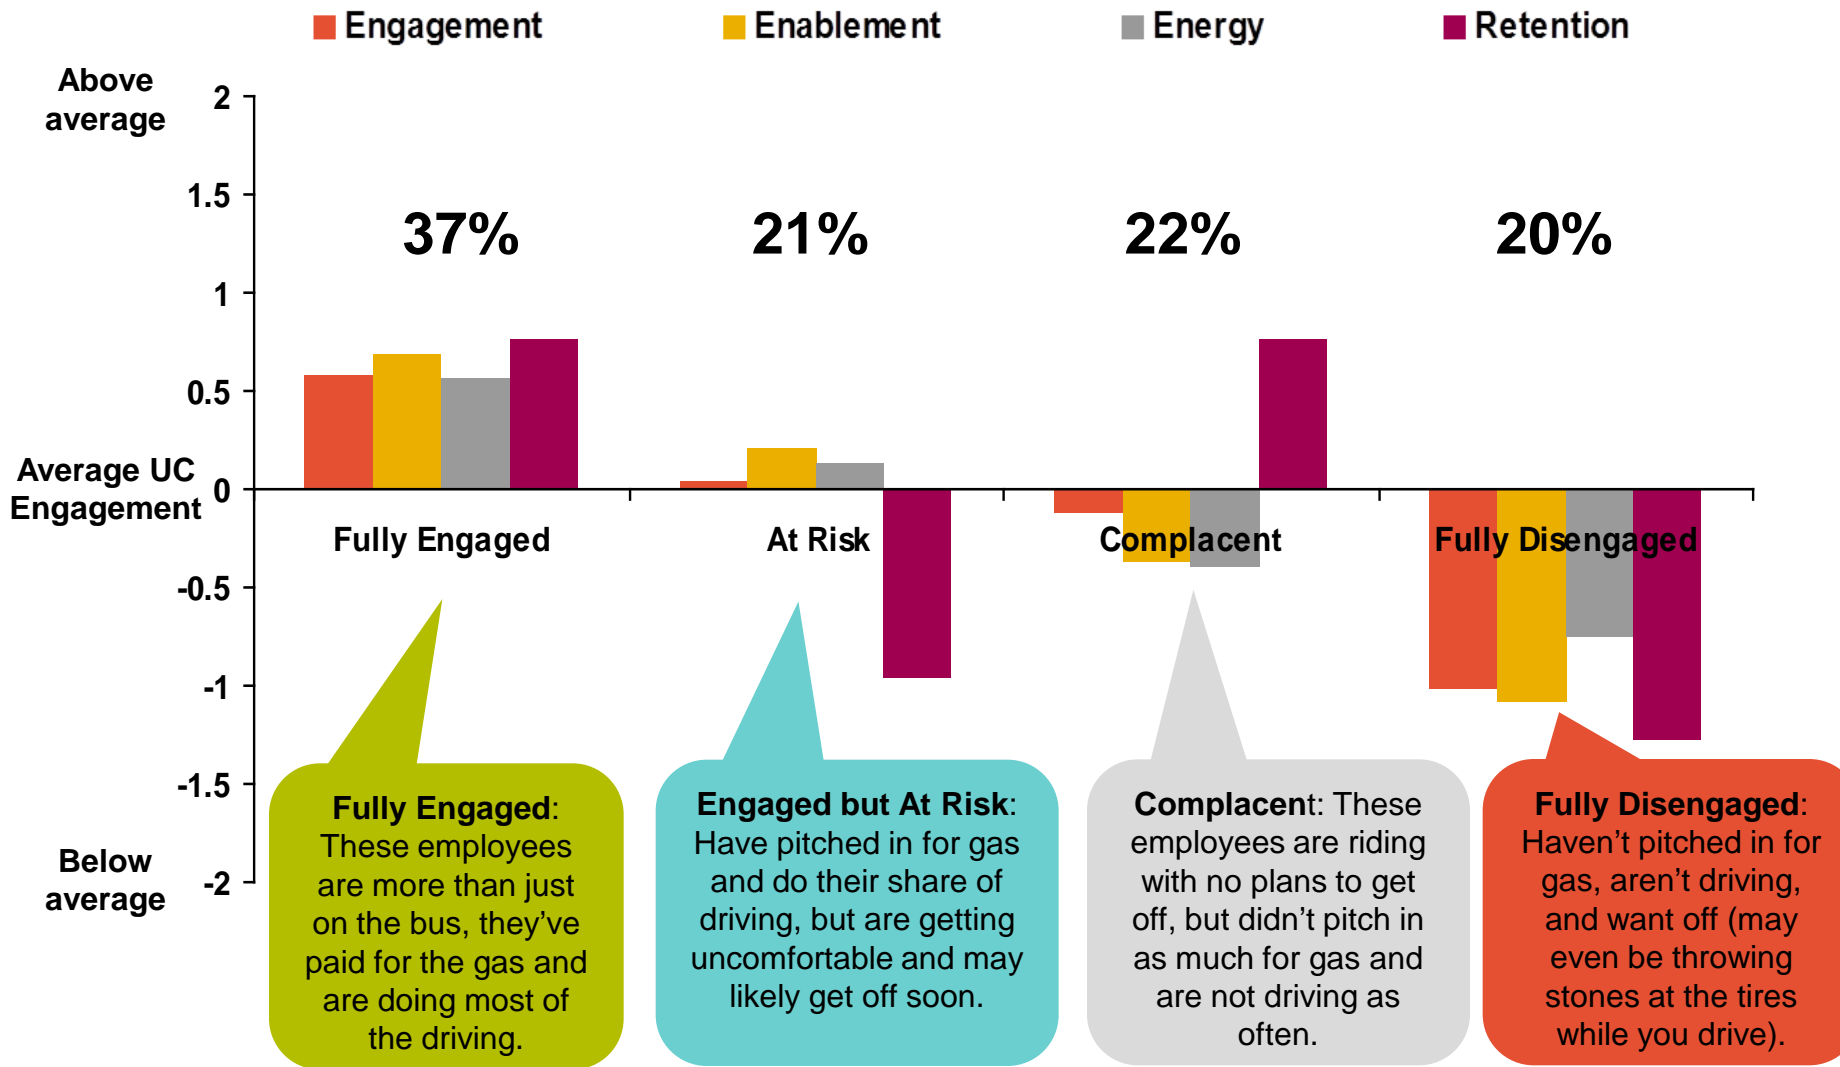 Engagement
Enablement
Energy
Retention
Above
average
2
1.5
1
0.5
Average UC
Engagement
0
-0.5
-1
-1.5
Below
average
-2
37%
21%
22%
20%
Fully Engaged
At Risk
Complacent
Fully Disengaged
Fully Engaged:
These employees
are more than just
on the bus, they’ve
paid for the gas and
are doing most of
the driving.
Engaged but At Risk:
Have pitched in for gas
and do their share of
driving, but are getting
uncomfortable and may
likely get off soon.
Complacent: These
employees are riding
with no plans to get
off, but didn’t pitch in
as much for gas and
are not driving as
often.
Fully Disengaged:
Haven’t pitched in for
gas, aren’t driving,
and want off (may
even be throwing
stones at the tires
while you drive).